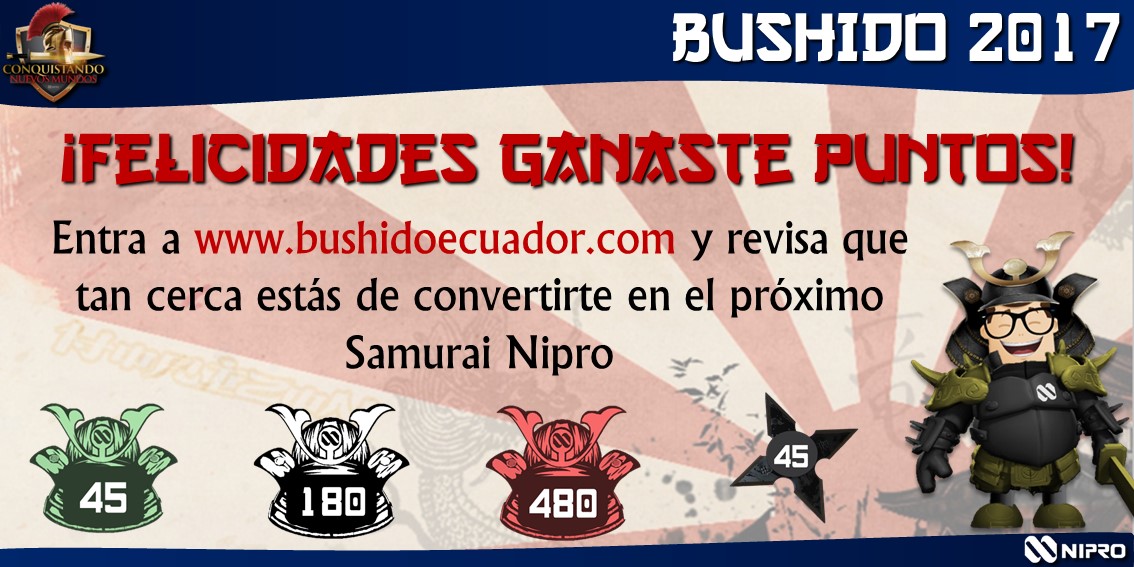 CONQUISTANDO
NUEVOS MUNDOS
BUSHIDO 2017
¡FELICIDADES GANASTE PUNTOS!
Entra a www.bushidoecuador.com y revisa que
tan cerca estás de convertirte en el próximo
Samurai Nipro
45
180
480
45
NIPRO